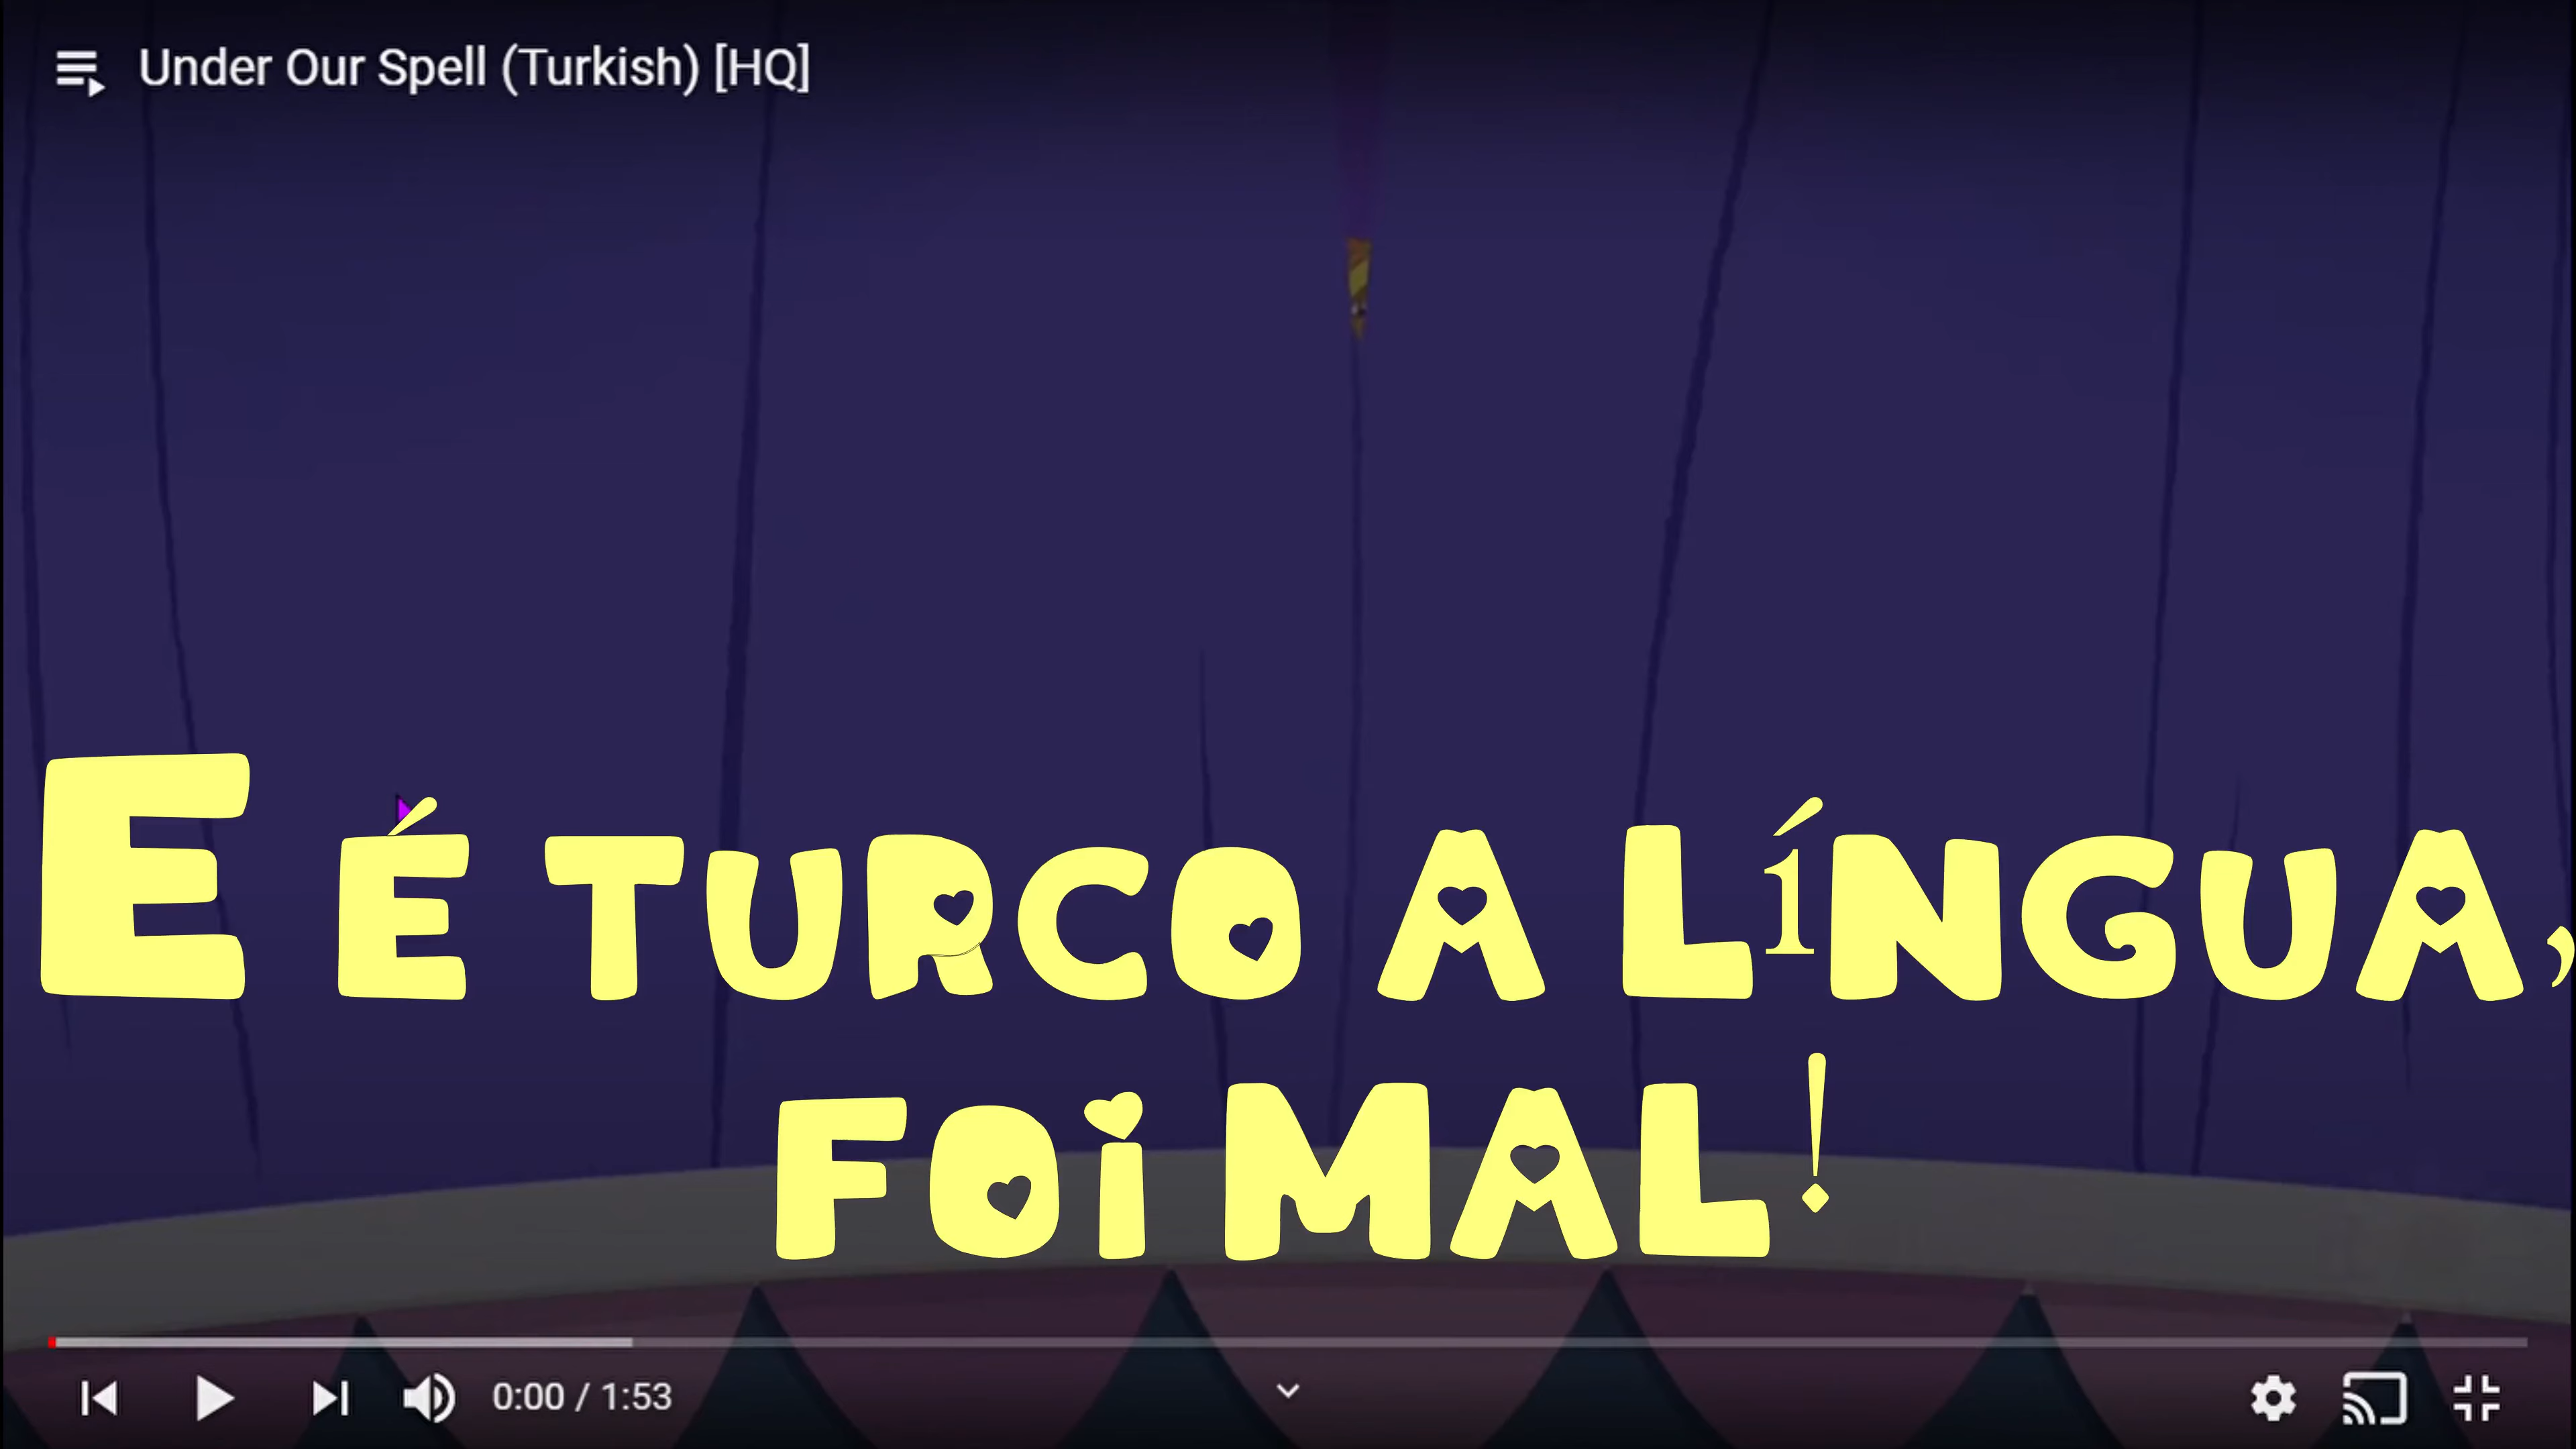 Under Our Spell (Turkish) [HQ]
E É TURCO A LÍNGUA,
FOI MAL!
0:00 / 1:53